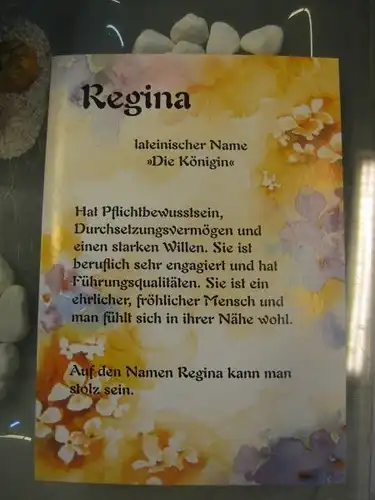 Regina
lateinischer Name
»Die Königin«
Hat Pflichtbewusstsein,
Durchsetzungsvermögen und
einen starken Willen. Sie ist
beruflich sehr engagiert und hat
Führungsqualitäten. Sie ist ein
ehrlicher, fröhlicher Mensch und
man fühlt sich in ihrer Nähe wohl.
Auf den Namen Regina kann man
stolz sein.